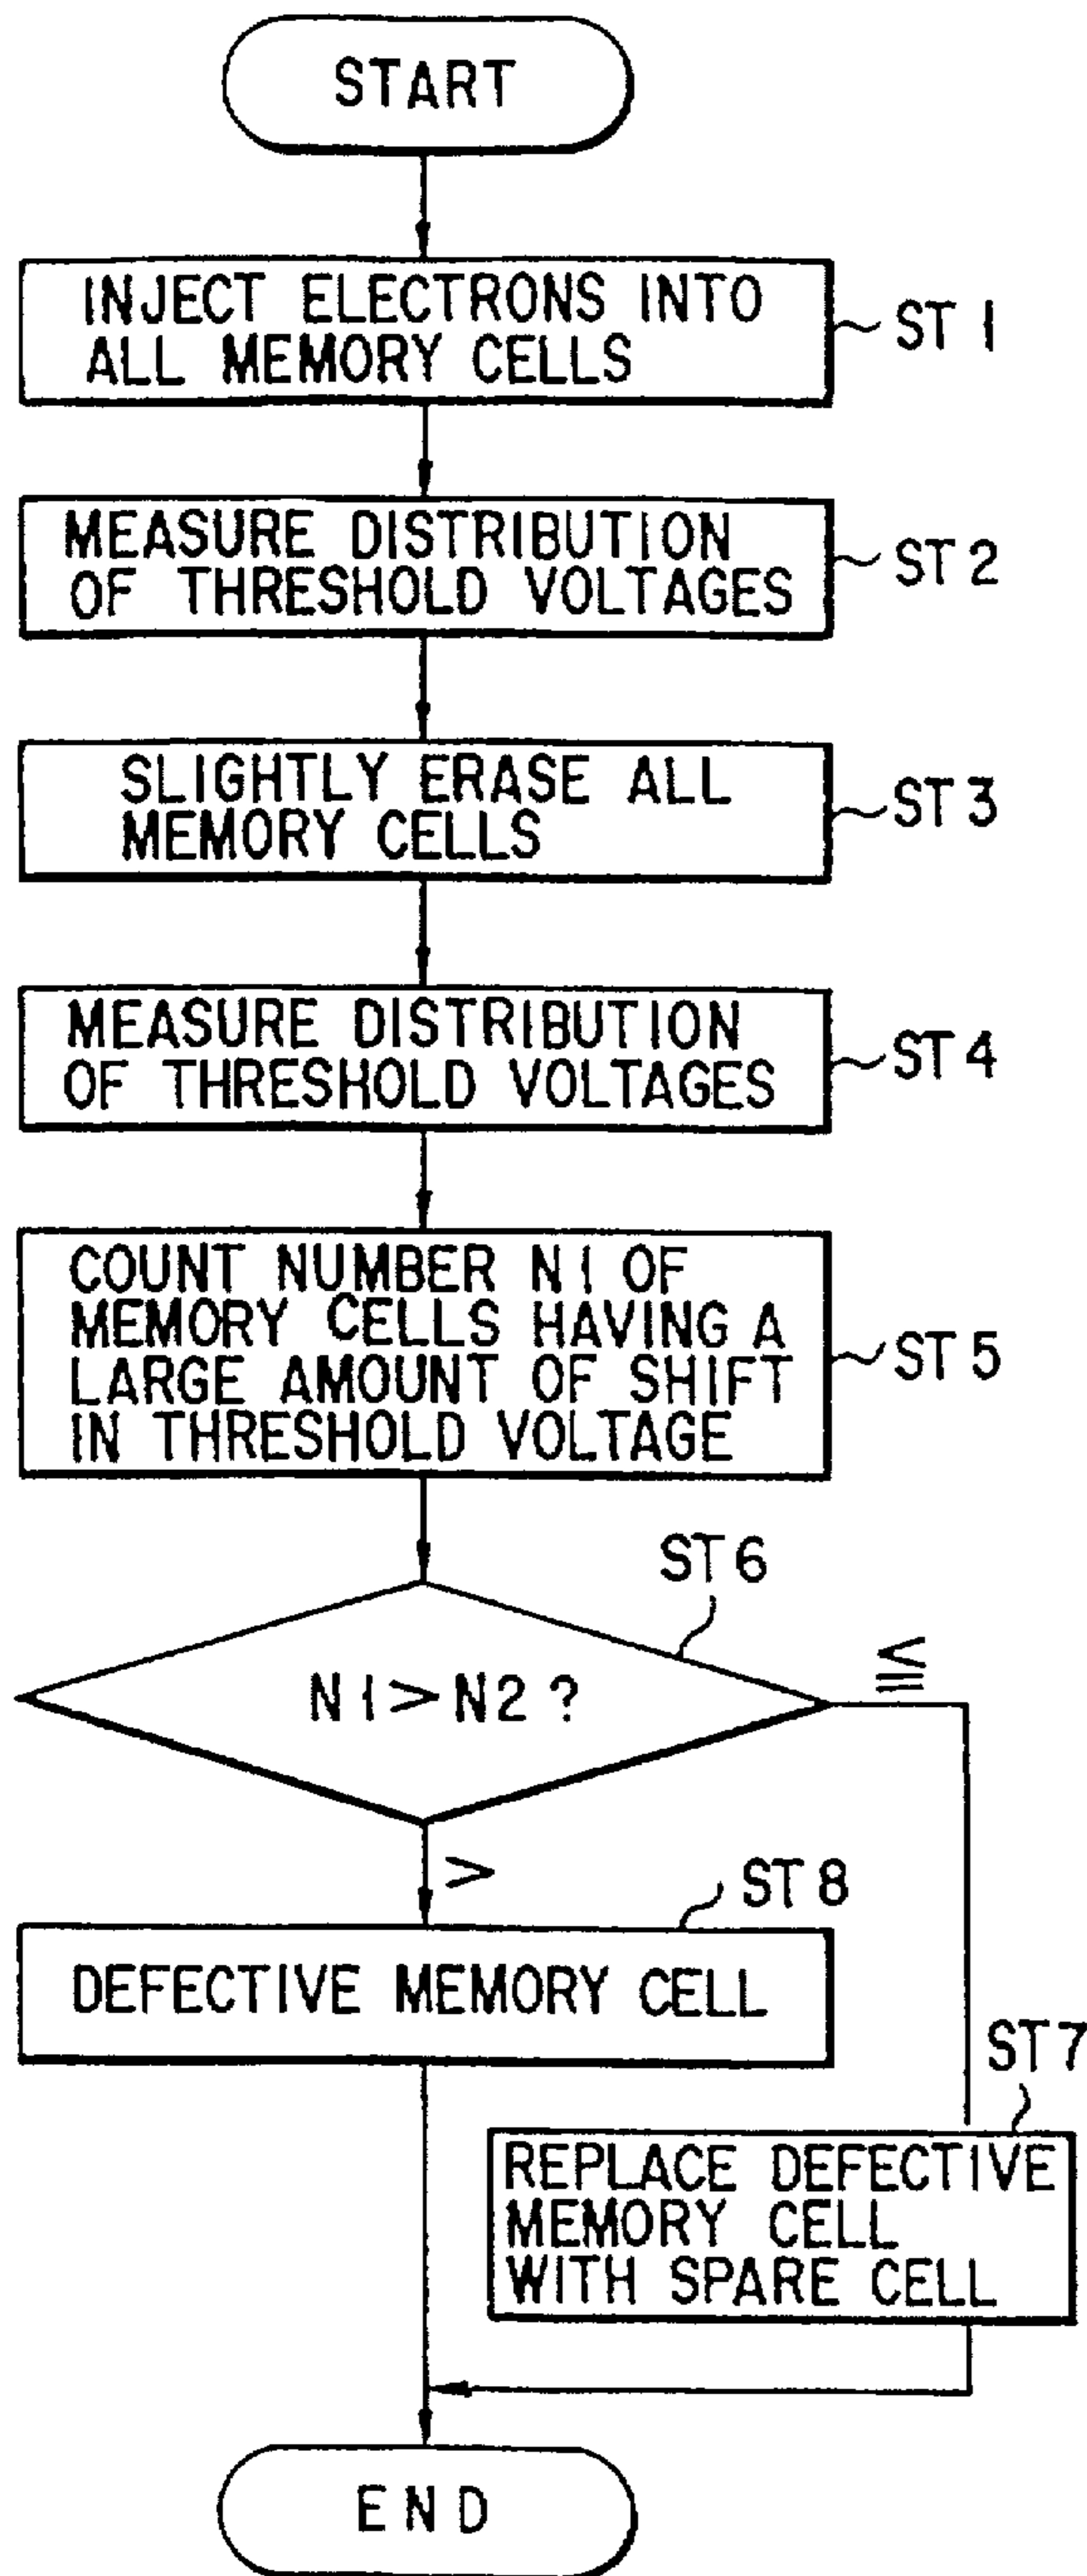 START
INJECT ELECTRONS INTO
ALL MEMORY CELLS
ST 1
MEASURE DISTRIBUTION
OF THRESHOLD VOLTAGES
ST 2
SLIGHTLY ERASE ALL
MEMORY CELLS
ST 3
MEASURE DISTRIBUTION
OF THRESHOLD VOLTAGES
ST 4
COUNT NUMBER N1 OF
MEMORY CELLS HAVING A
LARGE AMOUNT OF SHIFT
IN THRESHOLD VOLTAGE
ST 5
ST 6
N1>N2?
≦
>
ST 8
DEFECTIVE MEMORY CELL
ST 7
REPLACE DEFECTIVE
MEMORY CELL
WITH SPARE CELL
END